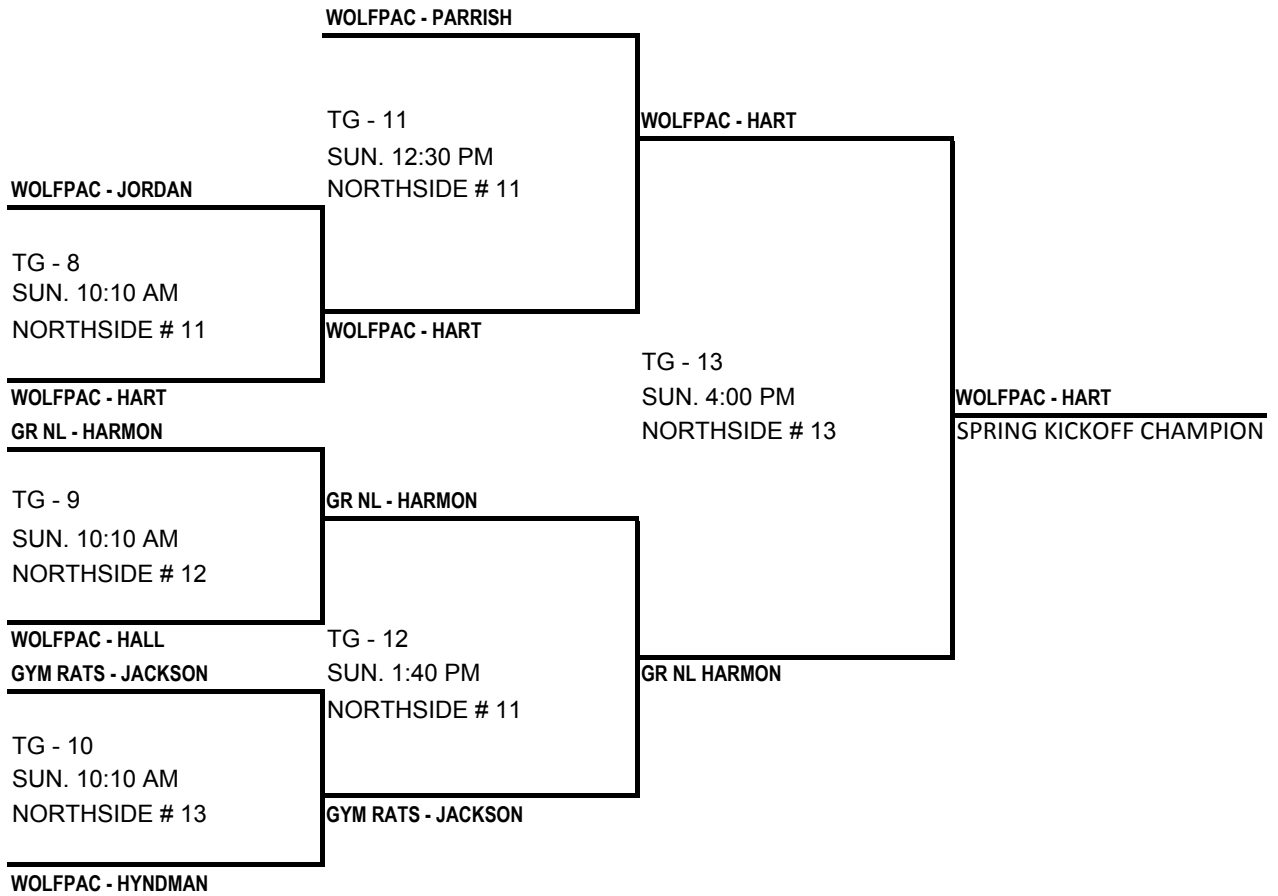 WOLFPAC - PARRISH
TG - 11
SUN. 12:30 PM
NORTHSIDE # 11
WOLFPAC - HART
WOLFPAC - JORDAN
TG - 8
SUN. 10:10 AM
NORTHSIDE # 11
WOLFPAC - HART
WOLFPAC - HART
TG - 13
SUN. 4:00 PM
NORTHSIDE # 13
WOLFPAC - HART
SPRING KICKOFF CHAMPION
GR NL - HARMON
TG - 9
SUN. 10:10 AM
NORTHSIDE # 12
GR NL - HARMON
WOLFPAC - HALL
TG - 12
SUN. 1:40 PM
NORTHSIDE # 11
GR NL HARMON
GYM RATS - JACKSON
TG - 10
SUN. 10:10 AM
NORTHSIDE # 13
GYM RATS - JACKSON
WOLFPAC - HYNDMAN